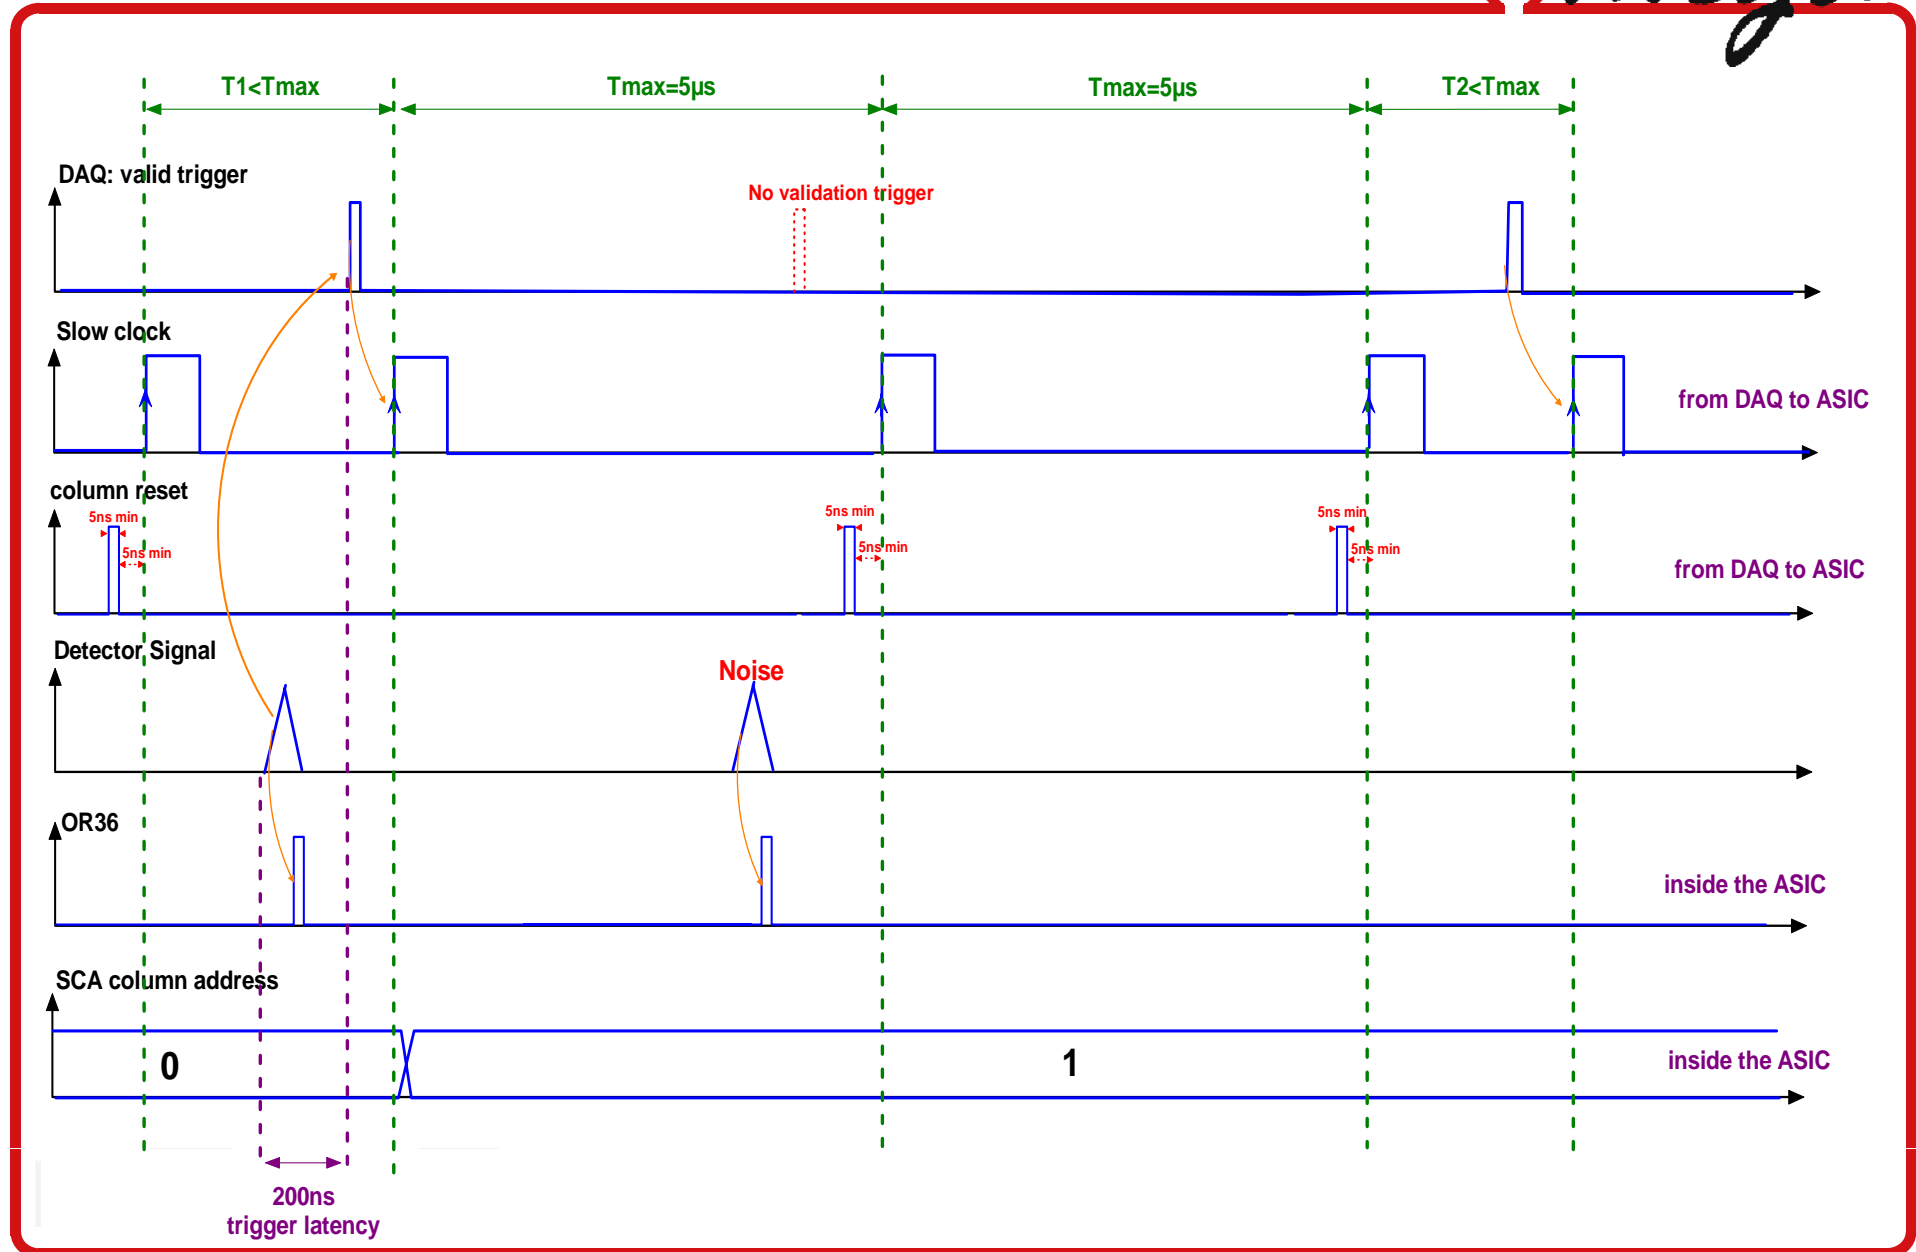 T1<Tmax
Tmax=5µs
Tmax=5µs
T2<Tmax
DAQ: valid trigger
No validation trigger
Slow clock
from DAQ to ASIC
column reset
5ns min
5ns min
5ns min
5ns min
5ns min
5ns min
from DAQ to ASIC
Detector Signal
Noise
OR36
inside the ASIC
SCA column address
0
1
inside the ASIC
200ns
trigger latency